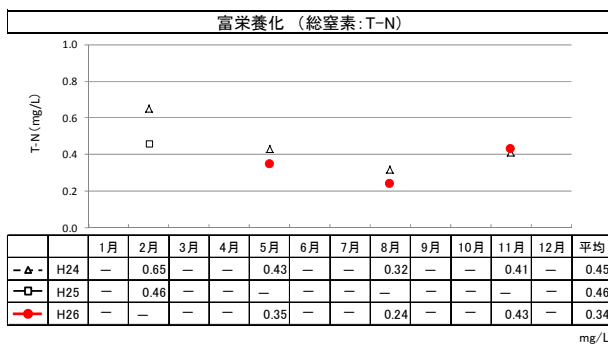 富栄養化 (総窒素:T-N)
1.0
0.8
0.6
0.4
0.2
0.0
T-N(mg/L)
1月 2月 3月 4月 5月 6月 7月 8月 9月 10月 11月 12月 平均
H24 — 0.65 — — 0.43 — — 0.32 — — 0.41 — 0.45
H25 — 0.46 — — — — — — — — — — 0.46
H26 — — — — 0.35 — — 0.24 — — 0.43 — 0.34
mg/L